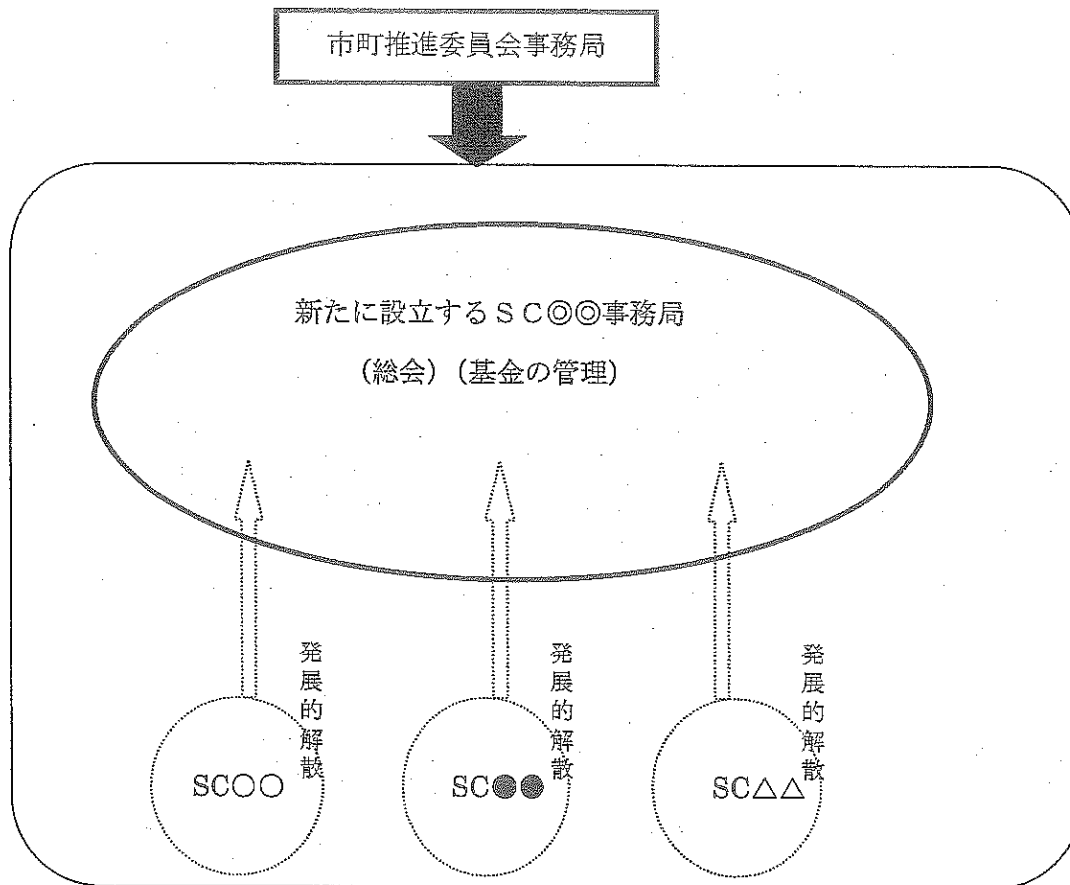 市町推進委員会事務局
新たに設立するＳＣ◎◎事務局
(総会)(基金の管理)
発展的解散
発展的解散
発展的解散
SC○○
SC●●
SC△△